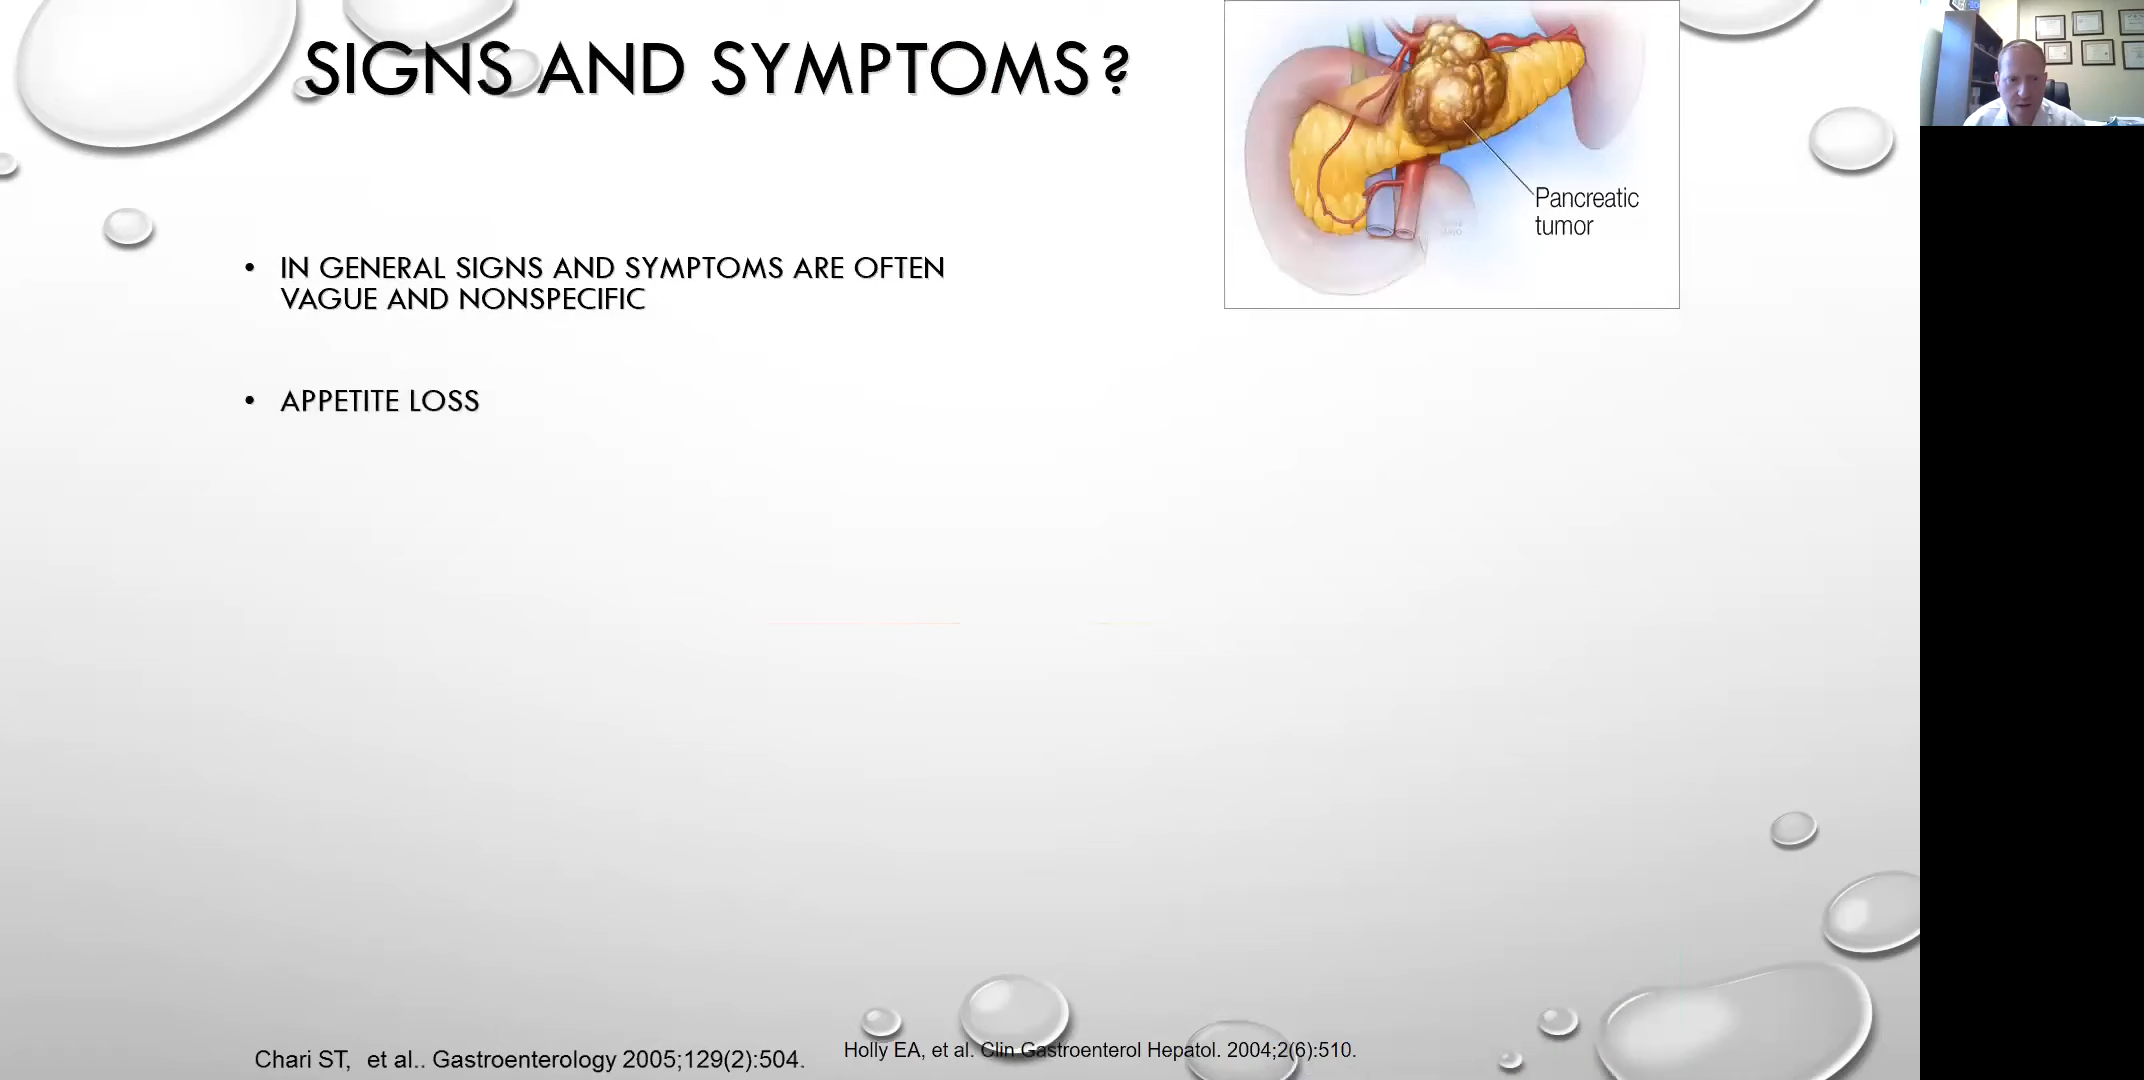 SIGNS AND SYMPTOMS?
Pancreatic
tumor
• IN GENERAL SIGNS AND SYMPTOMS ARE OFTEN
VAGUE AND NONSPECIFIC
• APPETITE LOSS
Chari ST, et al.. Gastroenterology 2005;129(2):504.
Holly EA, et al. Clin Gastroenterol Hepatol. 2004;2(6):510.